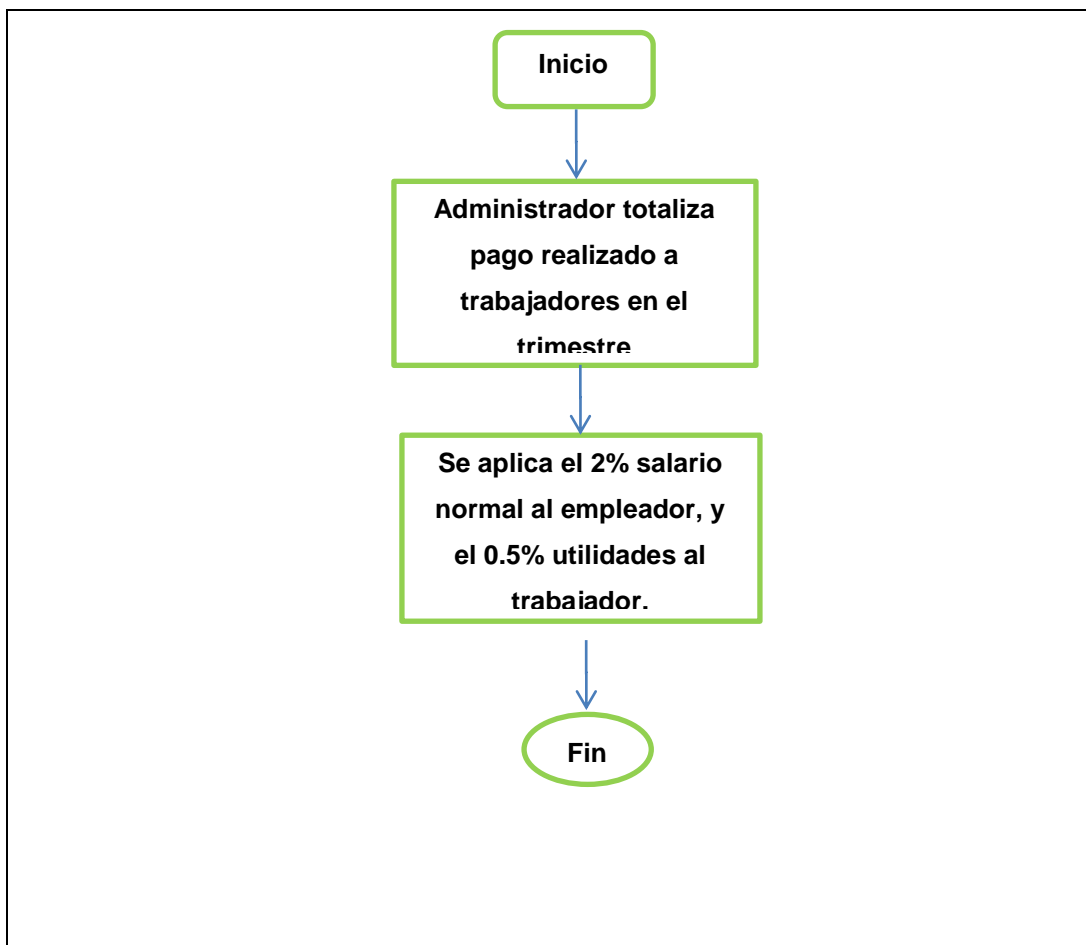 Inicio
Administrador totaliza
pago realizado a
trabajadores en el
trimestre
Se aplica el 2% salario
normal al empleador, y
el 0.5% utilidades al
trabajador.
Fin